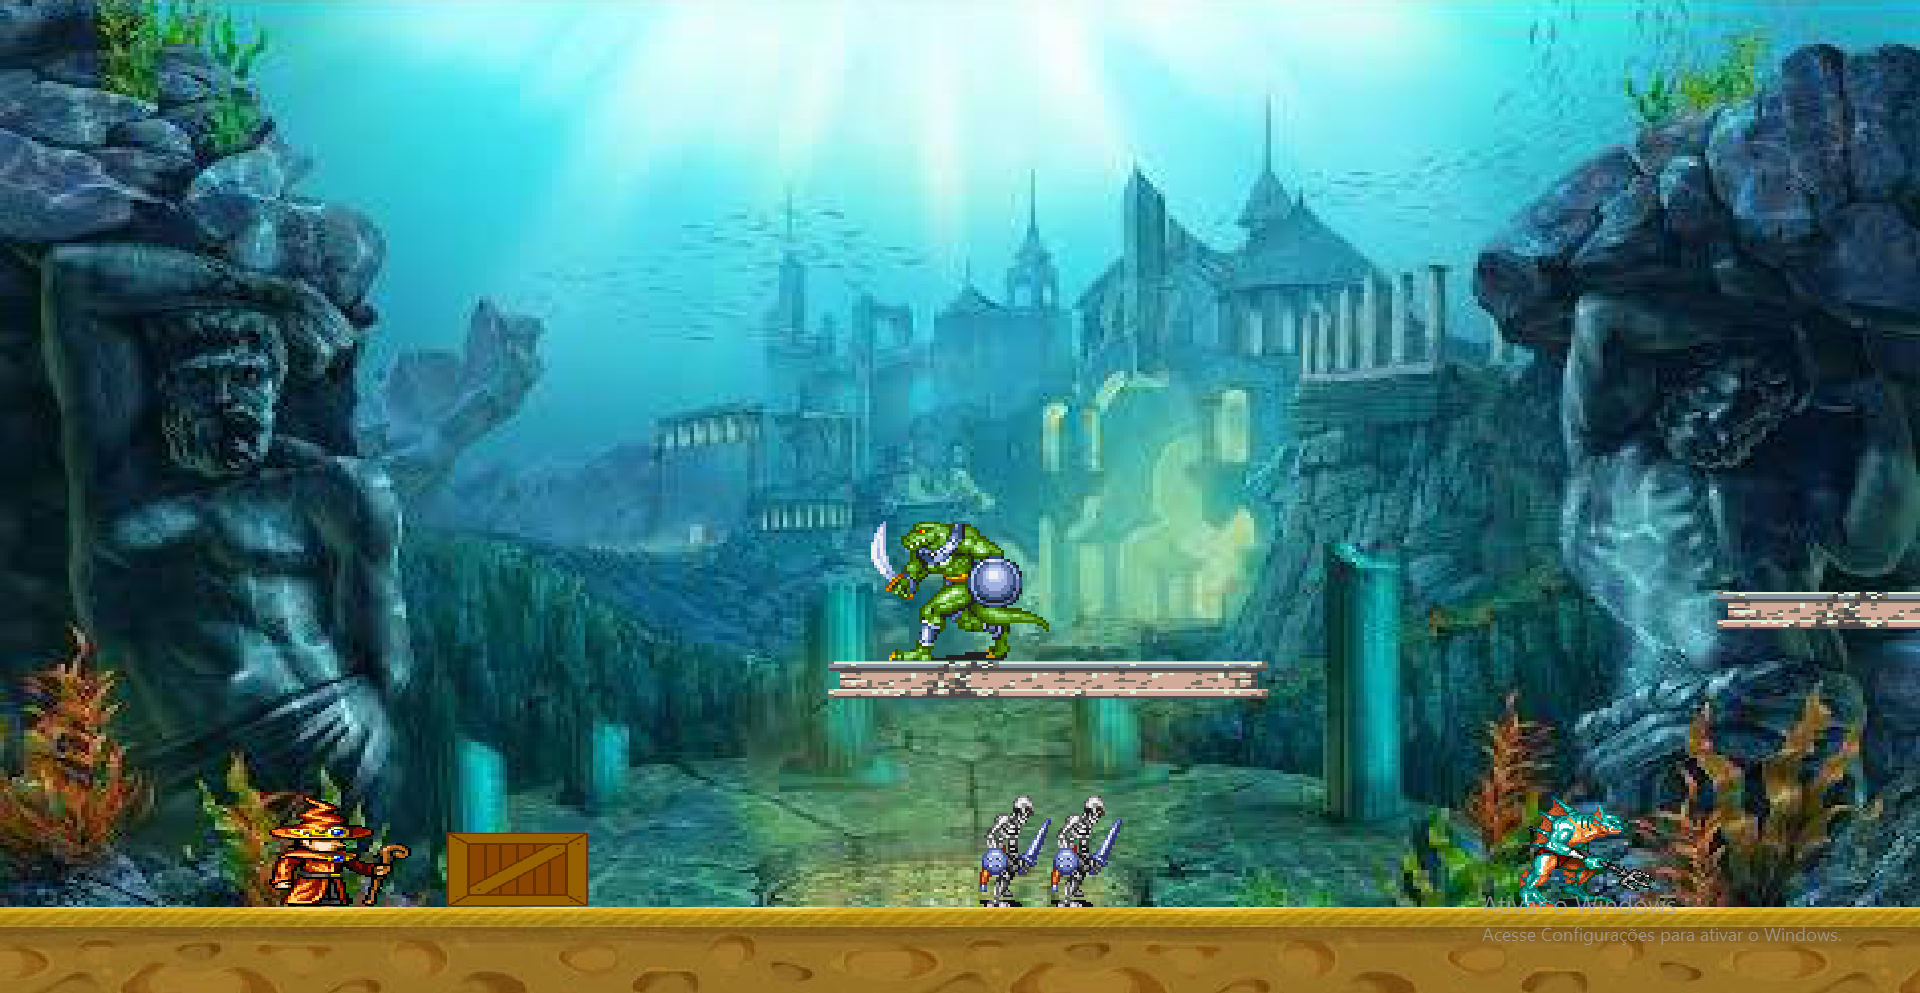 Ativar o Windows
Acesse Configurações para ativar o Windows.